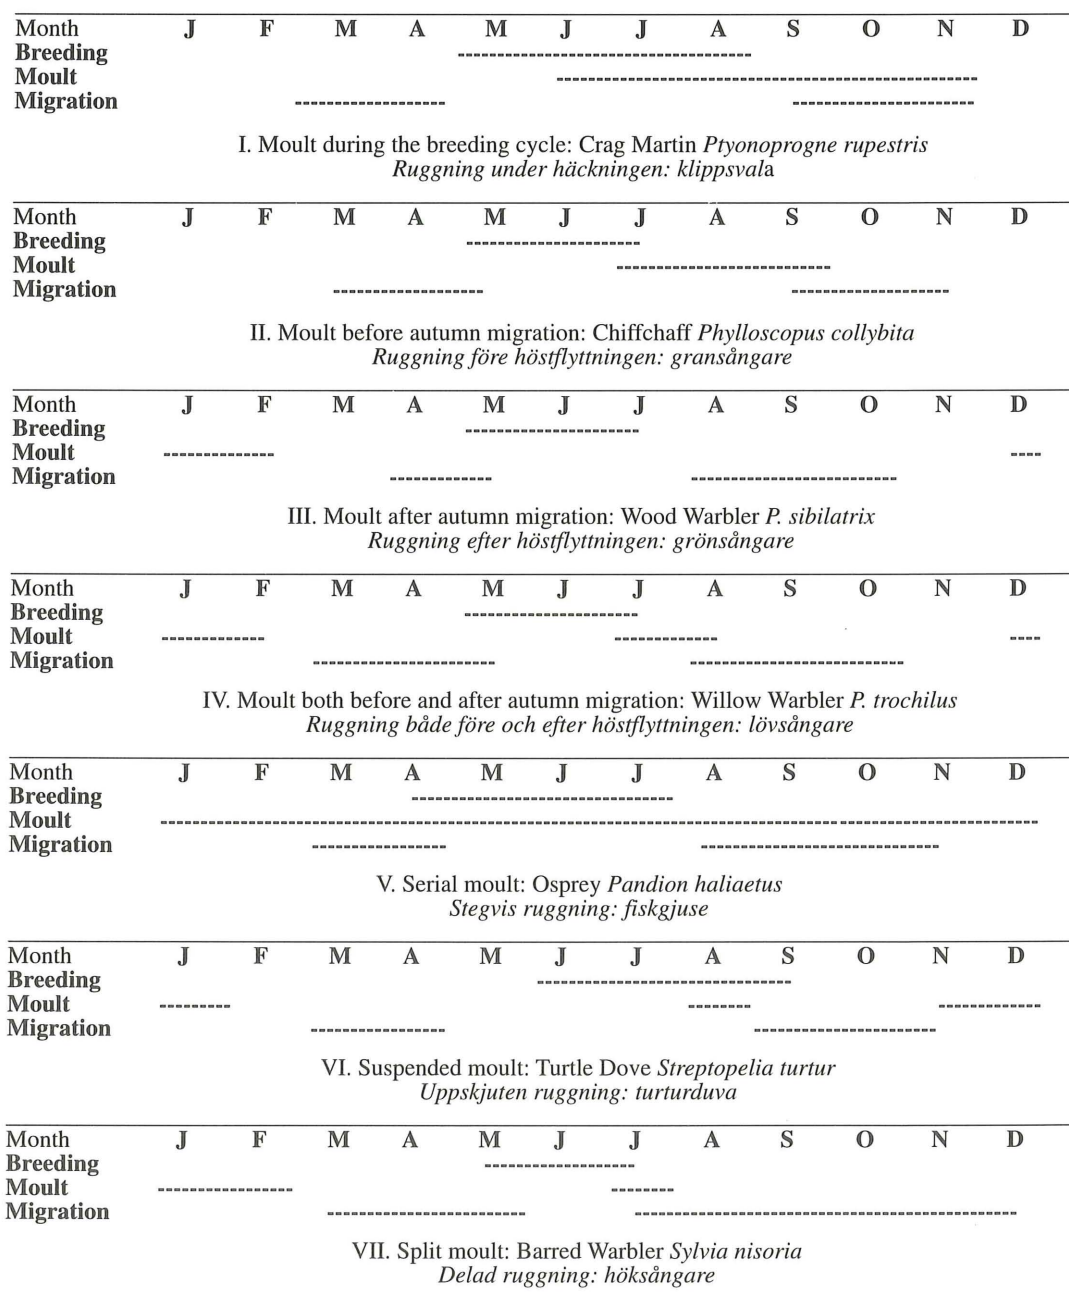 Month J F M A M J J A S O N D
Breeding
Moult
Migration
I. Moult during the breeding cycle: Crag Martin Ptyonoprogne rupestris
Ruggning under häckningen: klippsvala
Month J F M A M J J A S O N D
Breeding
Moult
Migration
II. Moult before autumn migration: Chiffchaff Phylloscopus collybita
Ruggning före höstflyttningen: gransångare
Month J F M A M J J A S O N D
Breeding
Moult
Migration
III. Moult after autumn migration: Wood Warbler P. sibilatrix
Ruggning efter höstflyttningen: grönsångare
Month J F M A M J J A S O N D
Breeding
Moult
Migration
IV. Moult both before and after autumn migration: Willow Warbler P. trochilus
Ruggning både före och efter höstflyttningen: lövsångare
Month J F M A M J J A S O N D
Breeding
Moult
Migration
V. Serial moult: Osprey Pandion haliaetus
Stegvis ruggning: fiskgjuse
Month J F M A M J J A S O N D
Breeding
Moult
Migration
VI. Suspended moult: Turtle Dove Streptopelia turtur
Uppskjuten ruggning: turturduva
Month J F M A M J J A S O N D
Breeding
Moult
Migration
VII. Split moult: Barred Warbler Sylvia nisoria
Delad ruggning: höksångare